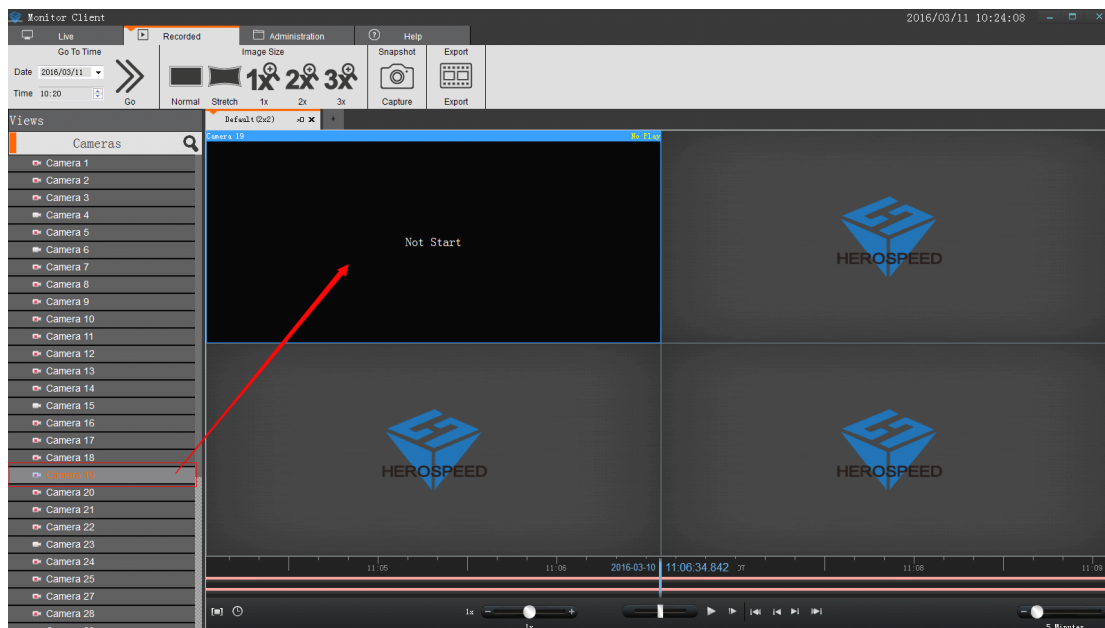 Monitor Client
2016/03/11 10:24:08
Live
Recorded
Administration
Help
Go To Time
Image Size
Snapshot
Export
Date 2016/03/11
Time 10:20
Go
1X 2X 3X
Normal Stretch 1x 2x 3x
Capture
Export
Views
Default(2x2)
+
Cameras
Camera 1
Camera 2
Camera 3
Camera 4
Camera 5
Camera 6
Camera 7
Camera 8
Camera 9
Camera 10
Camera 11
Camera 12
Camera 13
Camera 14
Camera 15
Camera 16
Camera 17
Camera 18
Camera 19
Camera 20
Camera 21
Camera 22
Camera 23
Camera 24
Camera 25
Camera 27
Camera 28
Camera 19
No Play
Not Start
HEROSPEED
HEROSPEED
HEROSPEED
11:05
11:06
2016-03-10
11:06:34.842
11:08
11:09
1x
1x
5 Minutes